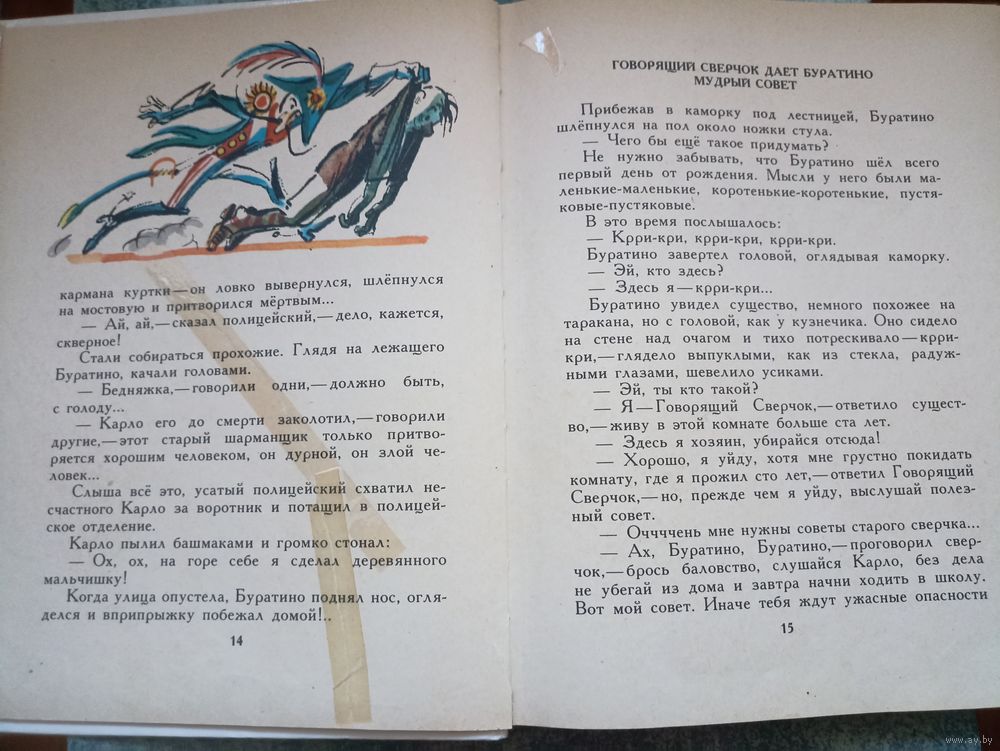 кармана куртки—он ловко вывернулся, шлёпнулся
на мостовую и притворился мёртвым...
— Ай, ай,—сказал полицейский,—дело, кажется,
скверное!
Стали собираться прохожие. Глядя на лежащего
Буратино, качали головами.
— Бедняжка,—говорили одни,—должно быть,
с голоду...
— Карло его до смерти заколотил,—говорили
другие,—этот старый шарманщик только притво-
ряется хорошим человеком, он дурной, он злой че-
ловек...
Слыша всё это, усатый полицейский схватил не-
счастного Карло за воротник и потащил в полицей-
ское отделение.
Карло пылил башмаками и громко стонал:
— Ох, ох, на горе себе я сделал деревянного
мальчишку!
Когда улица опустела, Буратино поднял нос, огля-
делся и вприпрыжку побежал домой!..
14
ГОВОРЯЩИЙ СВЕРЧОК ДАЕТ БУРАТИНО
МУДРЫЙ СОВЕТ
Прибежав в каморку под лестницей, Буратино
шлёпнулся на пол около ножки стула.
— Чего бы ещё такое придумать?
Не нужно забывать, что Буратино шёл всего
первый день от рождения. Мысли у него были ма-
ленькие-маленькие, коротенькие-коротенькие, пустя-
ковые-пустяковые.
В это время послышалось:
— Крри-кри, крри-кри, крри-кри.
Буратино завертел головой, оглядывая каморку.
— Эй, кто здесь?
— Здесь я—крри-кри...
Буратино увидел существо, немного похожее на
таракана, но с головой, как у кузнечика. Оно сидело
на стене над очагом и тихо потрескивало—крри-
кри,—глядело выпуклыми, как из стекла, радуж-
ными глазами, шевелило усиками.
— Эй, ты кто такой?
— Я—Говорящий Сверчок,—ответило сущест-
во,—живу в этой комнате больше ста лет.
— Здесь я хозяин, убирайся отсюда!
— Хорошо, я уйду, хотя мне грустно покидать
комнату, где я прожил сто лет,—ответил Говорящий
Сверчок,—но, прежде чем я уйду, выслушай полез-
ный совет.
— Оччччень мне нужны советы старого сверчка...
— Ах, Буратино, Буратино,—проговорил свер-
чок,—брось баловство, слушайся Карло, без дела
не убегай из дома и завтра начни ходить в школу.
Вот мой совет. Иначе тебя ждут ужасные опасности
15
www.ay.by